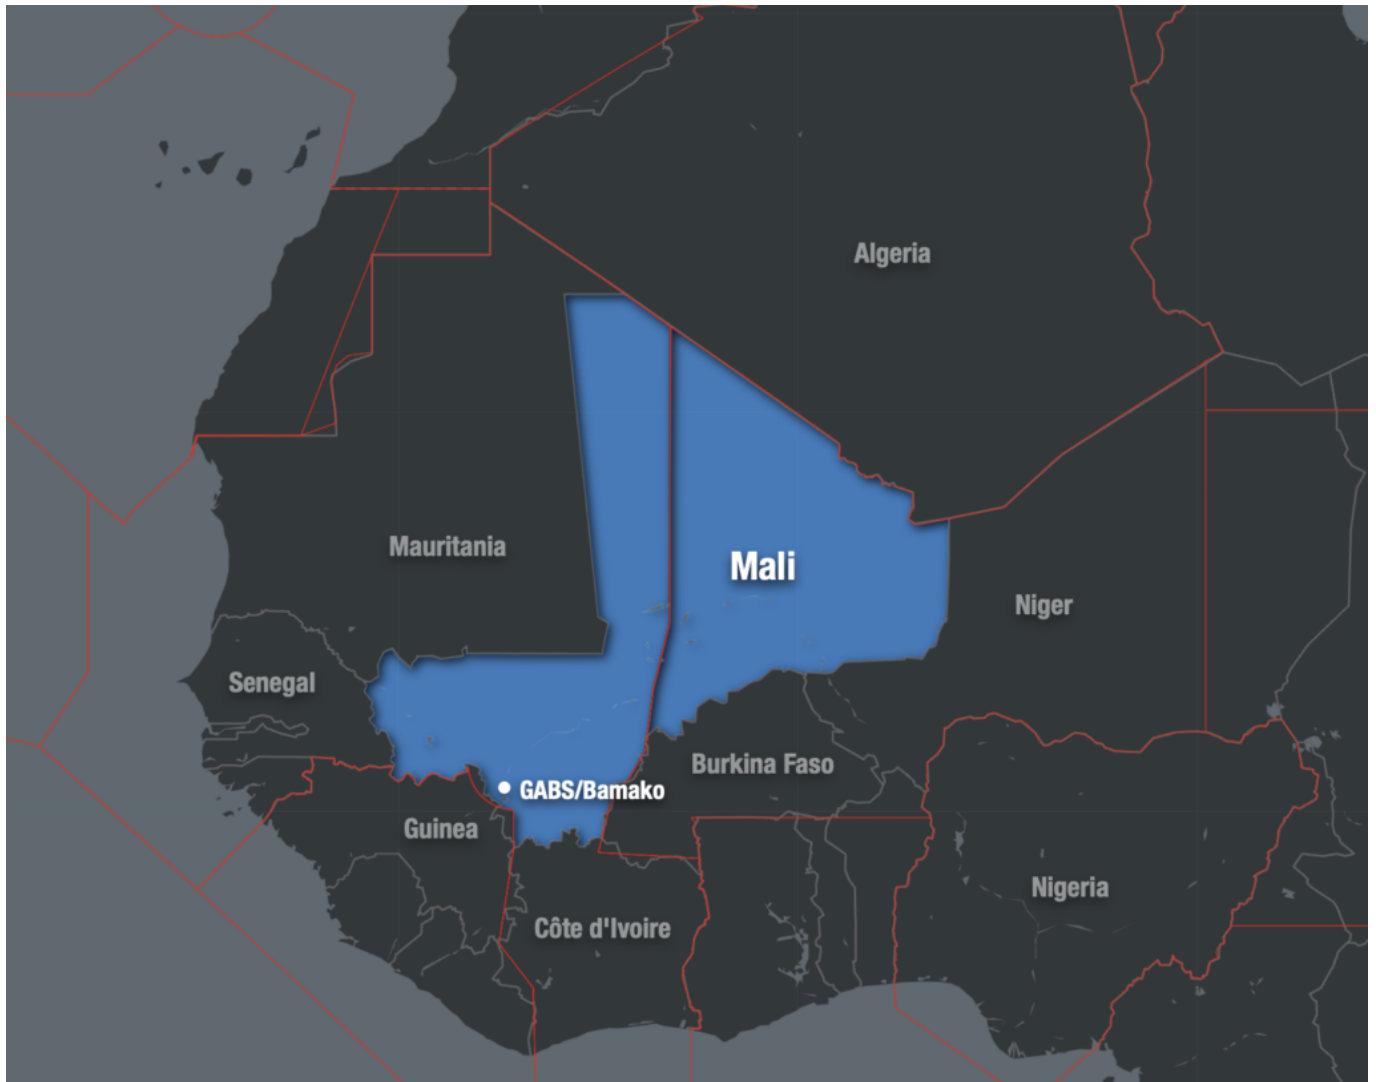 Algeria
Mauritania
Mali
Niger
Senegal
Burkina Faso
GABS/Bamako
Guinea
Nigeria
Côte d'Ivoire